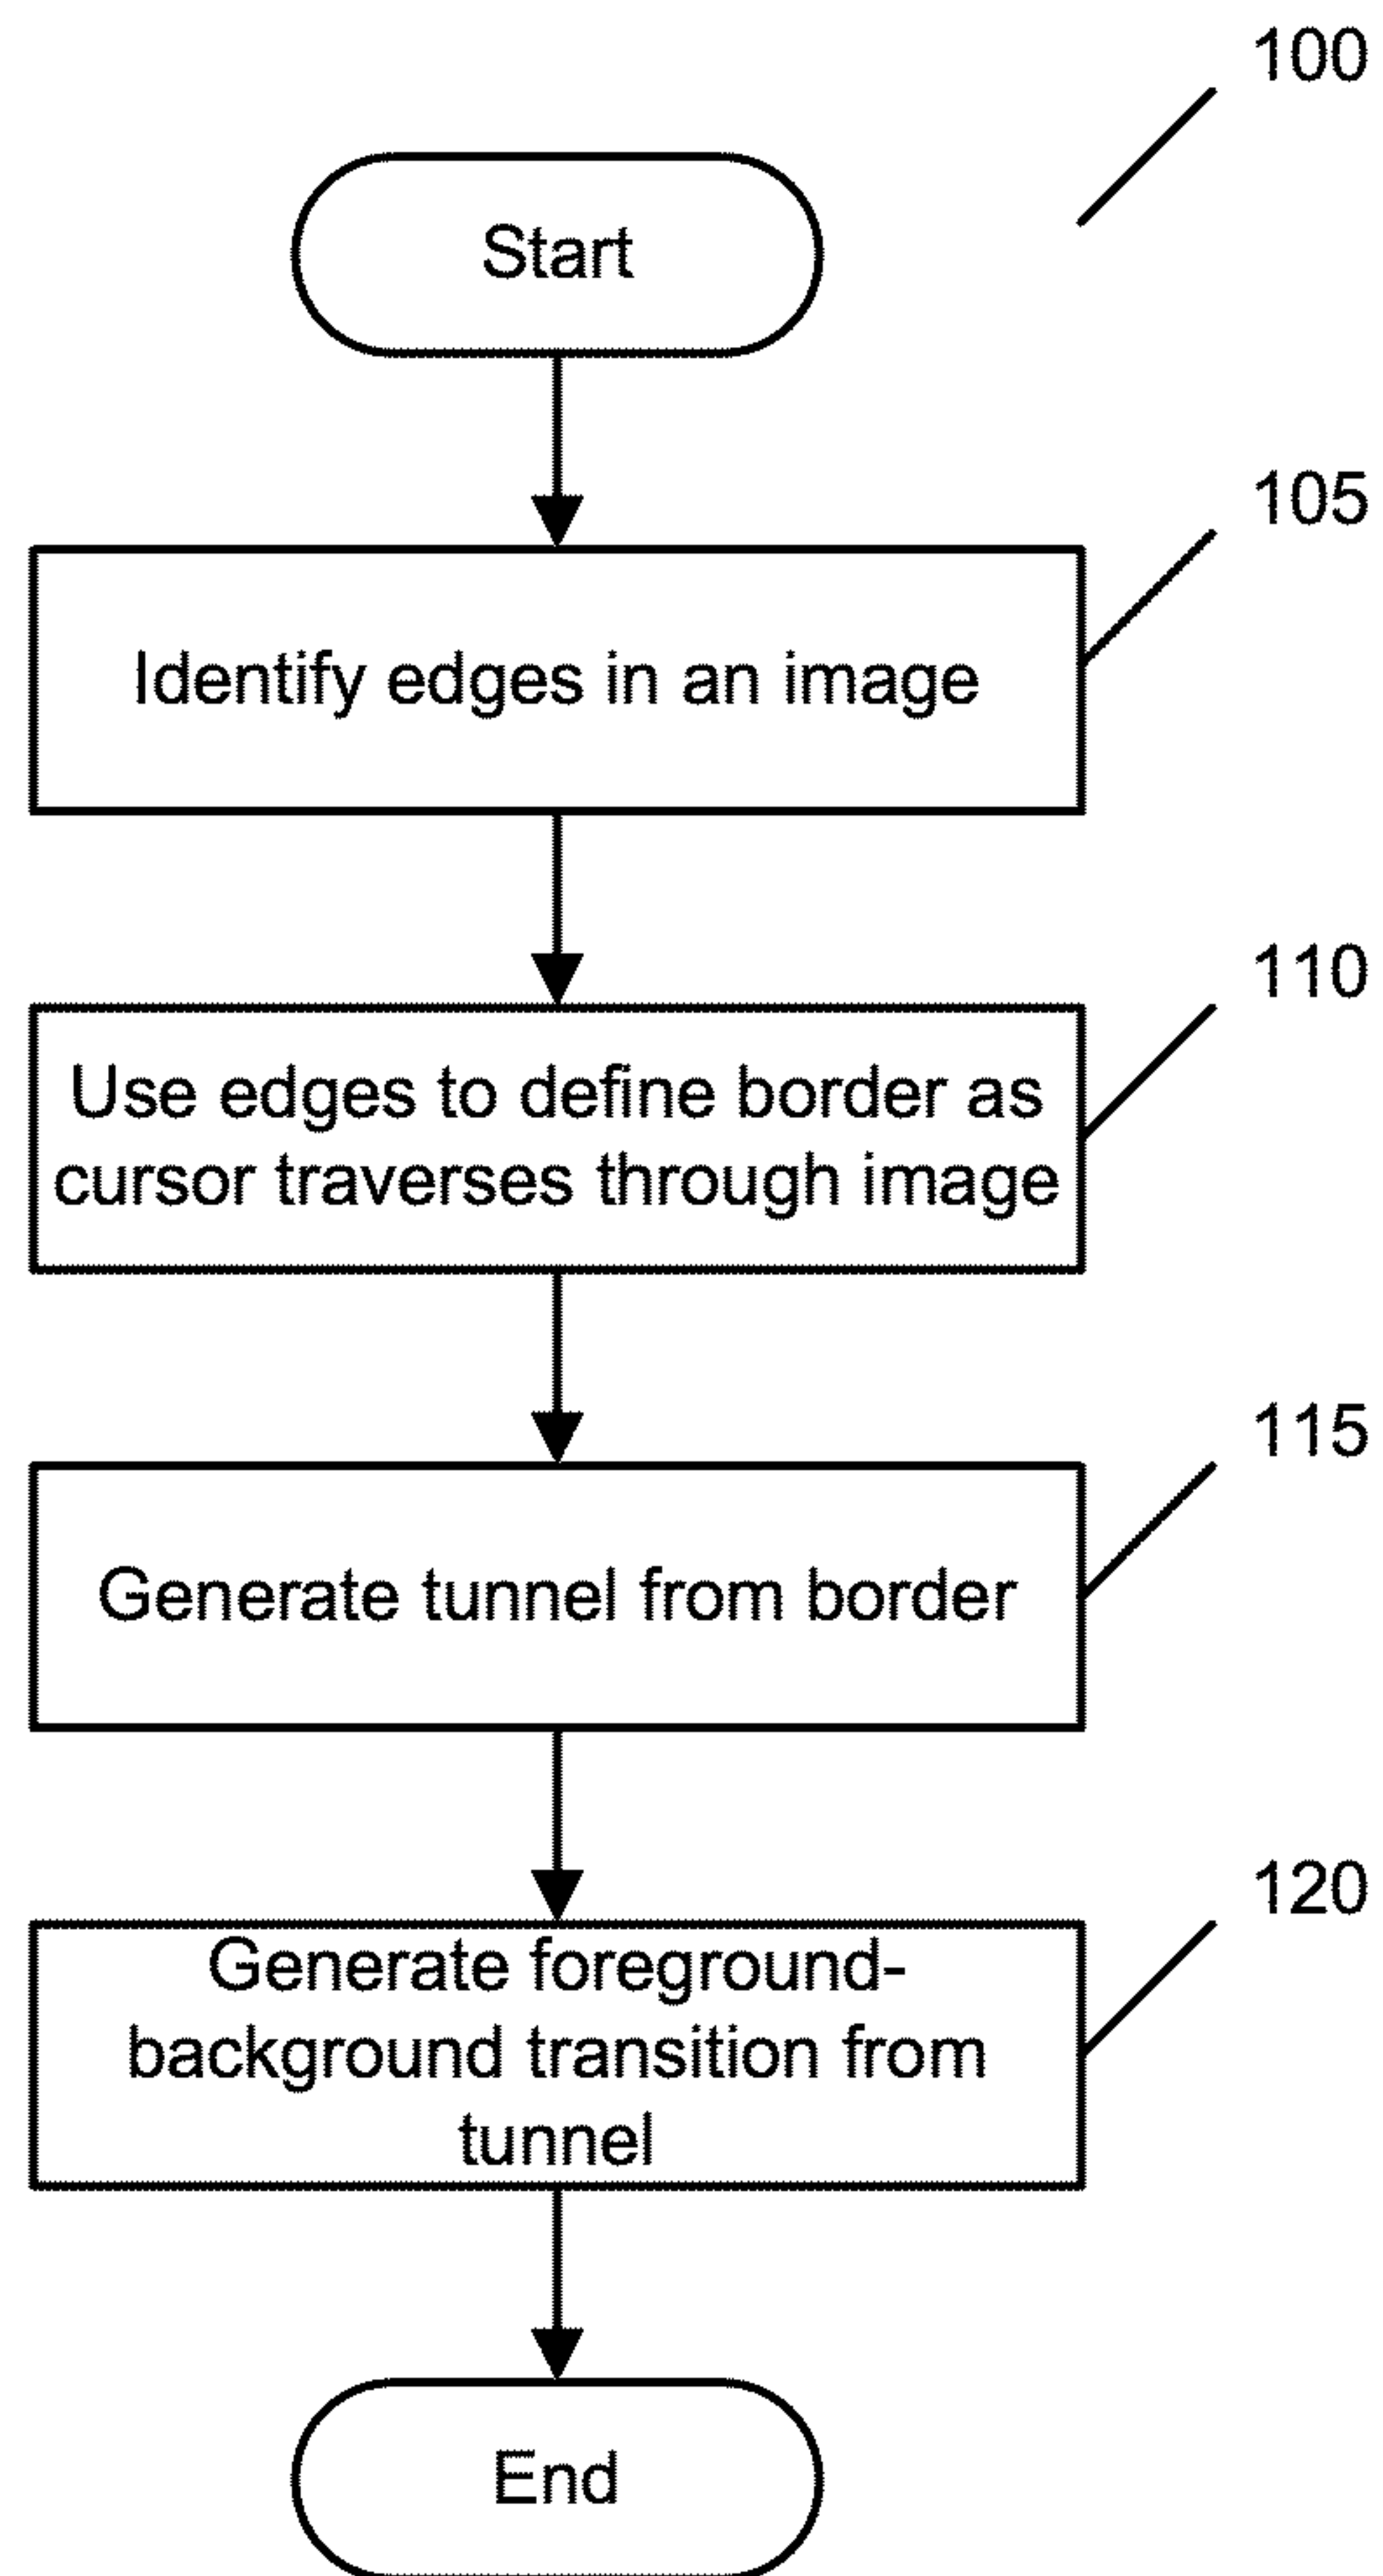 100
Start
105
Identify edges in an image
110
Use edges to define border as
cursor traverses through image
115
Generate tunnel from border
120
Generate foreground-
background transition from
tunnel
End